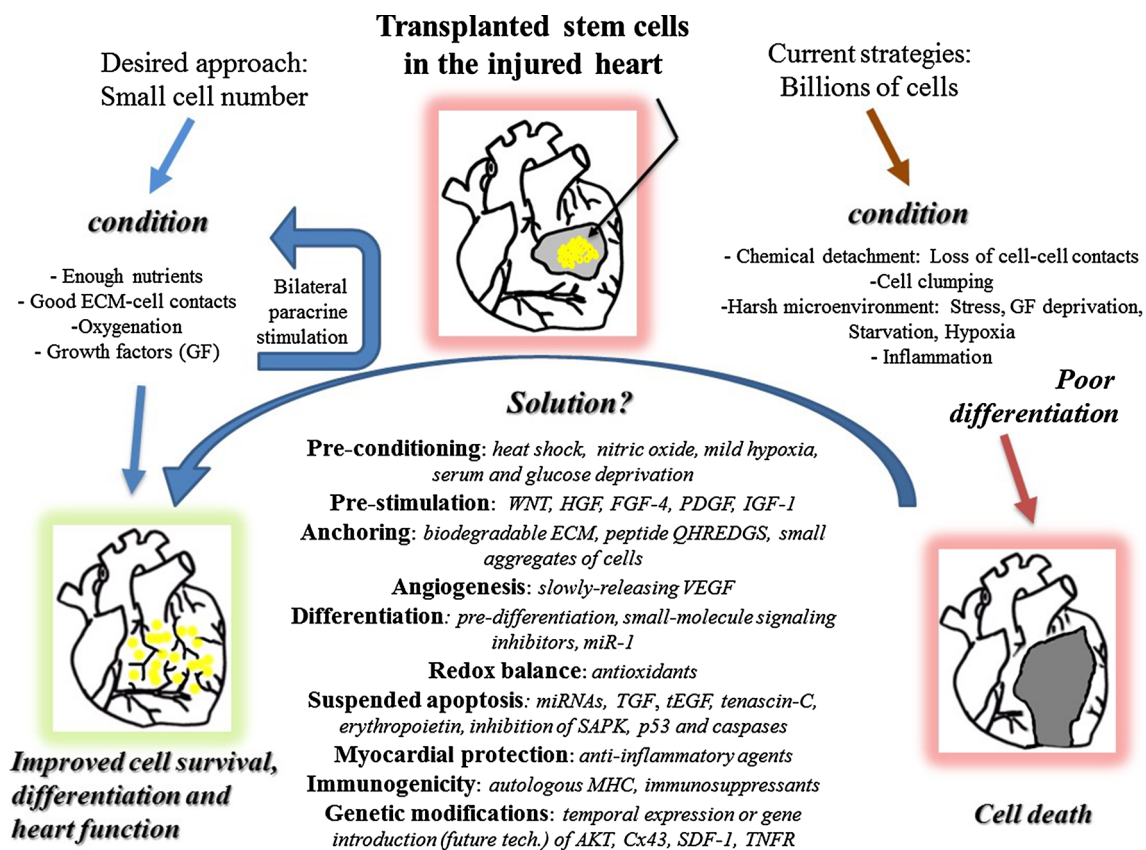 Transplanted stem cells
in the injured heart
Desired approach:
Small cell number
condition
- Enough nutrients
- Good ECM-cell contacts
-Oxygenation
- Growth factors (GF)
Bilateral
paracrine
stimulation
Current strategies:
Billions of cells
condition
- Chemical detachment: Loss of cell-cell contacts
-Cell clumping
-Harsh microenvironment: Stress, GF deprivation,
Starvation, Hypoxia
- Inflammation
Poor
differentiation
Solution?
Pre-conditioning: heat shock, nitric oxide, mild hypoxia,
serum and glucose deprivation
Pre-stimulation: WNT, HGF, FGF-4, PDGF, IGF-1
Anchoring: biodegradable ECM, peptide QHREDGS, small
aggregates of cells
Angiogenesis: slowly-releasing VEGF
Differentiation: pre-differentiation, small-molecule signaling
inhibitors, miR-1
Redox balance: antioxidants
Suspended apoptosis: miRNAs, TGF, tEGF, tenascin-C,
erythropoietin, inhibition of SAPK, p53 and caspases
Myocardial protection: anti-inflammatory agents
Immunogenicity: autologous MHC, immunosuppressants
Genetic modifications: temporal expression or gene
introduction (future tech.) of AKT, Cx43, SDF-1, TNFR
Improved cell survival,
differentiation and
heart function
Cell death